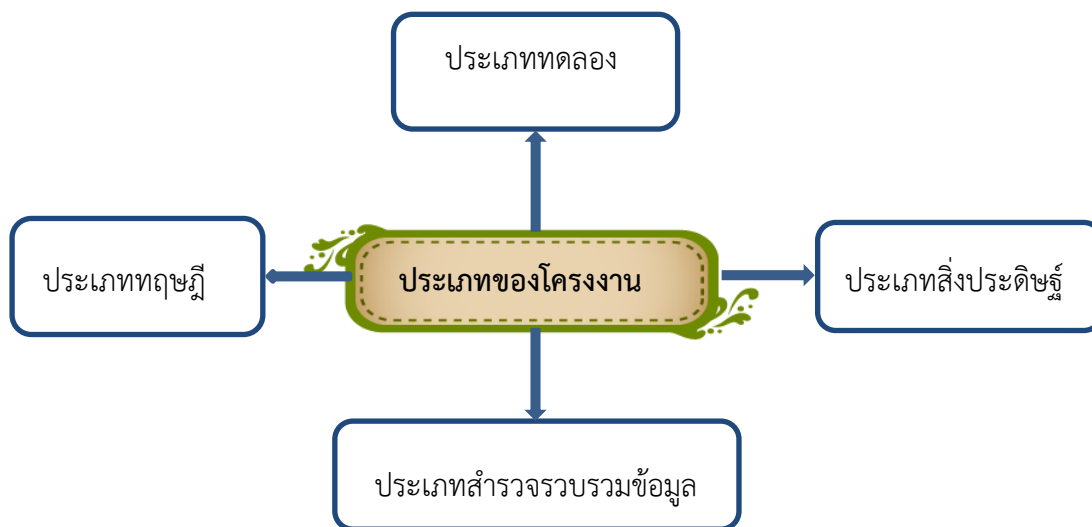 ประเภททดลอง
ประเภททฤษฎี
ประเภทของโครงงาน
ประเภทสิ่งประดิษฐ์
ประเภทสำรวจรวบรวมข้อมูล